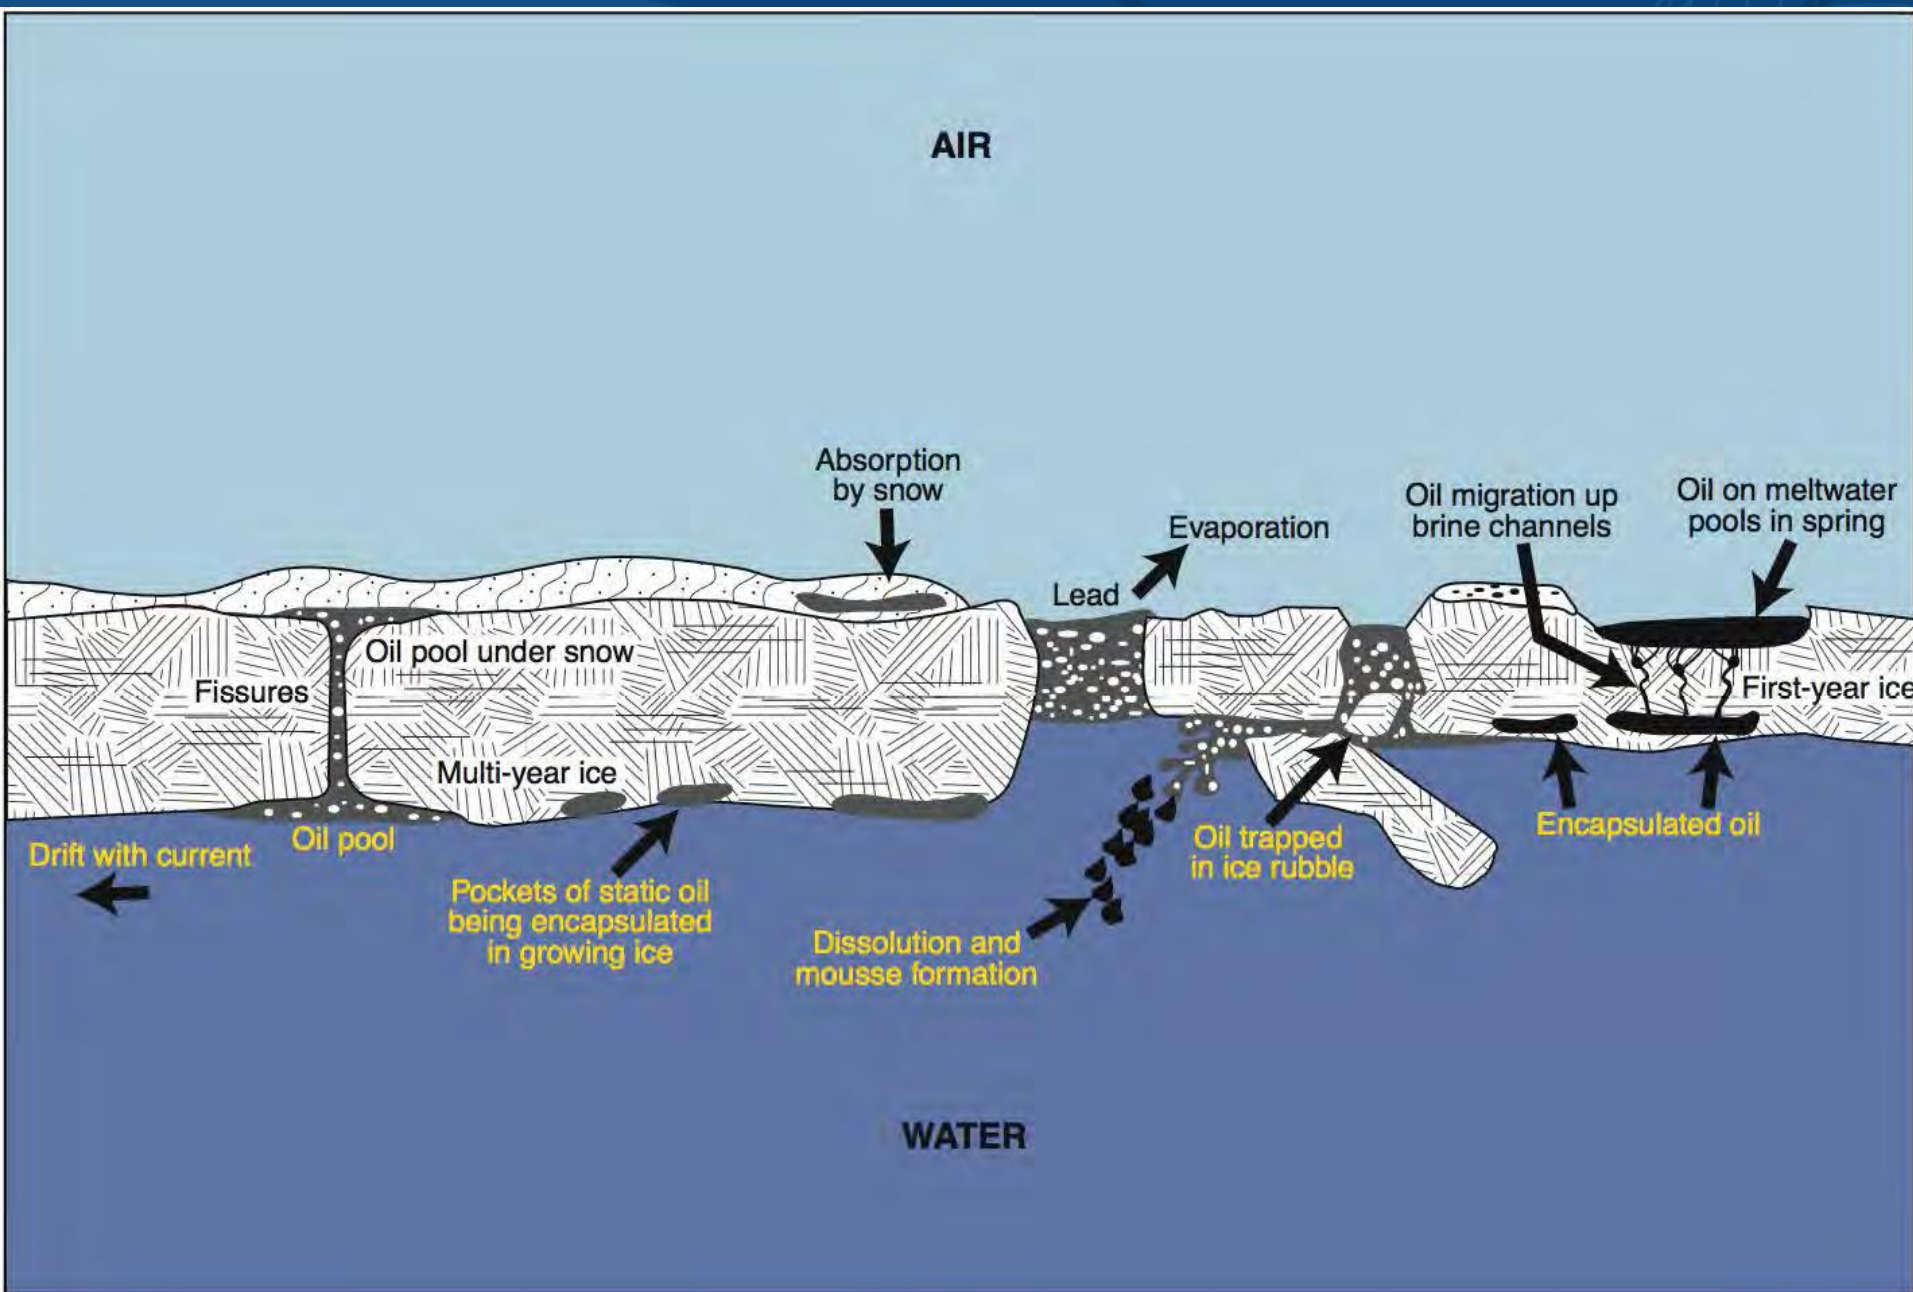 AIR
Absorption
by snow
Evaporation
Oil migration up
brine channels
Oil on meltwater
pools in spring
Lead
Oil pool under snow
Fissures
First-year ice
Multi-year ice
Oil pool
Drift with current
Pockets of static oil
being encapsulated
in growing ice
Dissolution and
mousse formation
Oil trapped
in ice rubble
Encapsulated oil
WATER